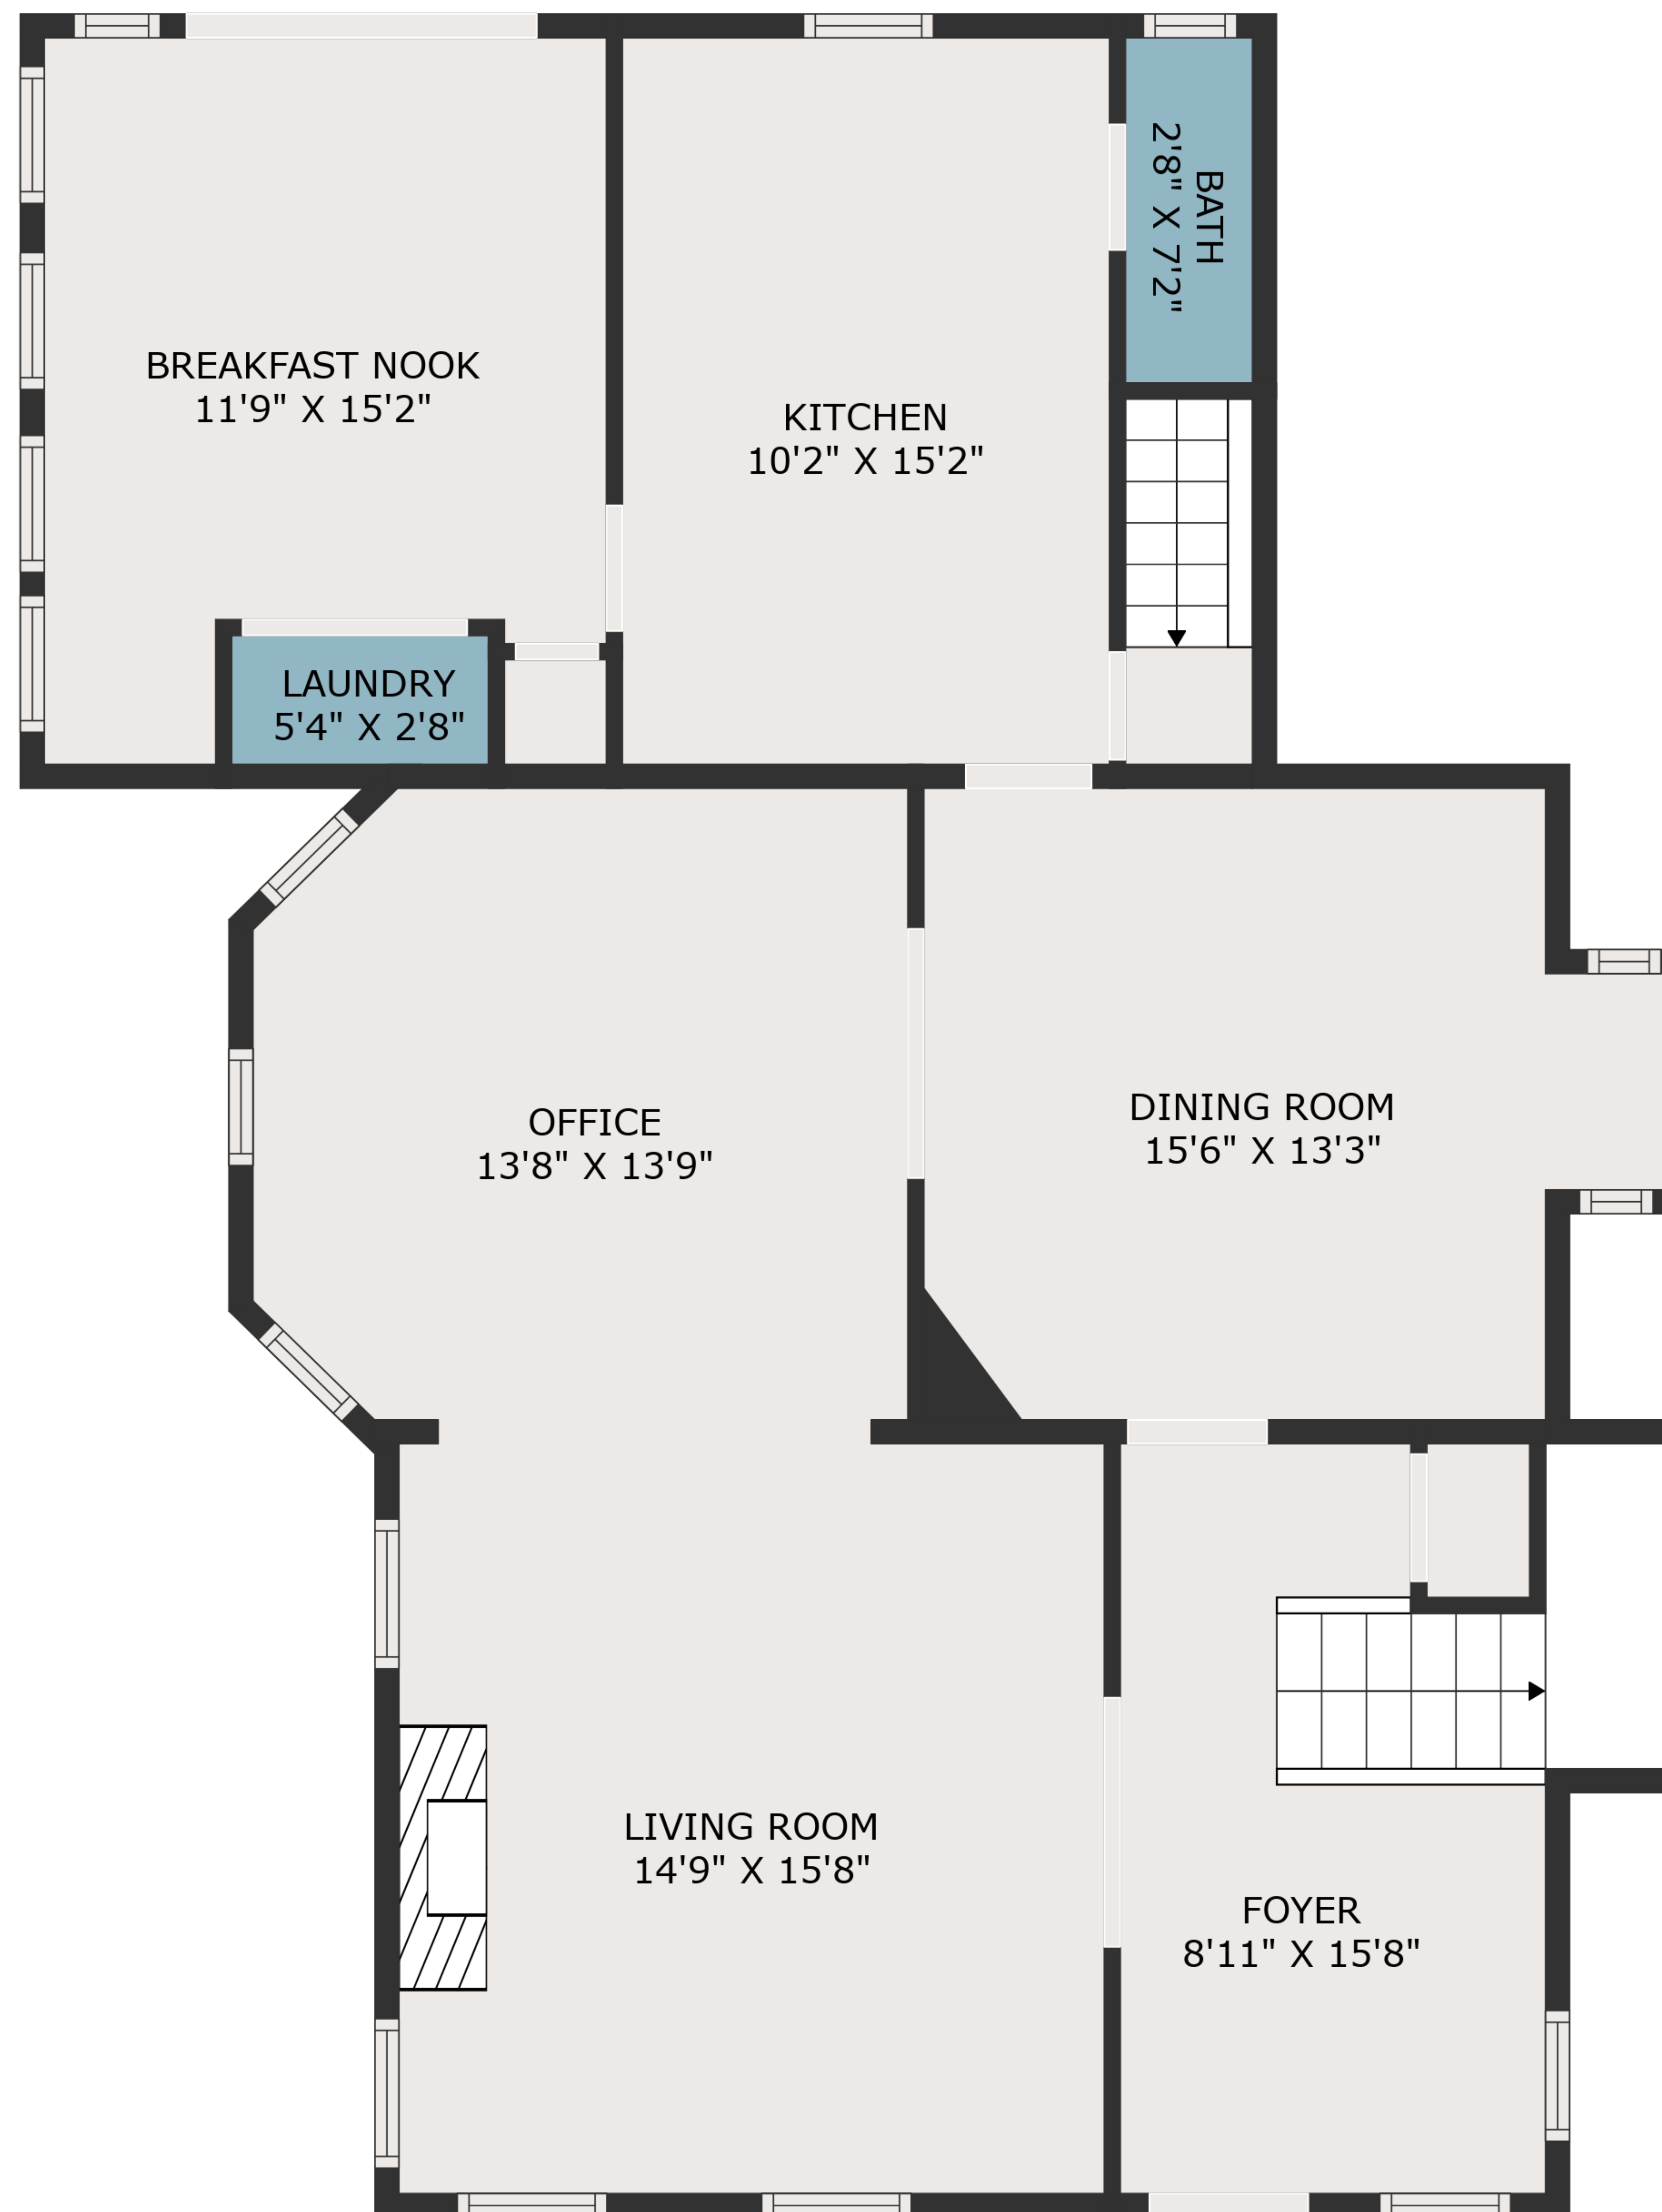 BREAKFAST NOOK
11'9" X 15'2"
KITCHEN
10'2" X 15'2"
BATH
2'8" X 7'2"
LAUNDRY
5'4" X 2'8"
OFFICE
13'8" X 13'9"
DINING ROOM
15'6" X 13'3"
LIVING ROOM
14'9" X 15'8"
FOYER
8'11" X 15'8"